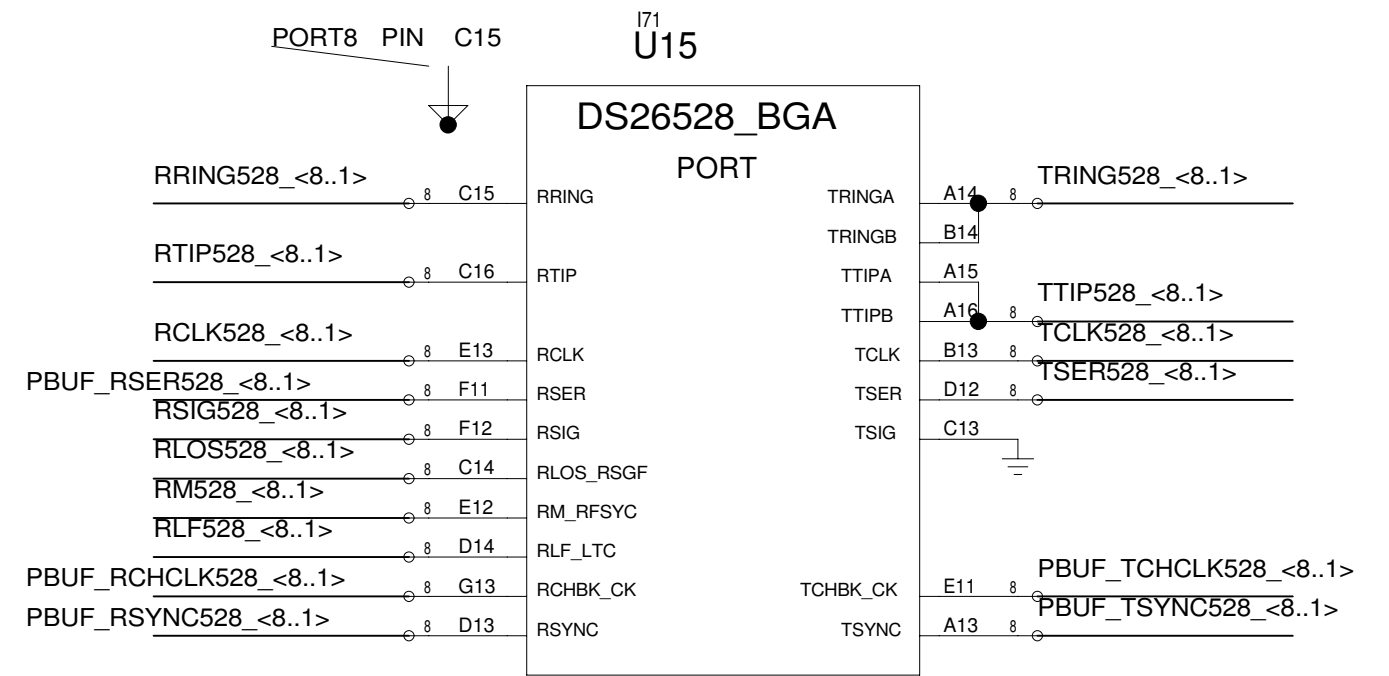 I71
PORT8 PIN C15
U15
DS26528_BGA
PORT
RRING528_<8..1> 8 C15 RRING TRINGA A14 8 TRING528_<8..1>
TRINGB B14
RTIP528_<8..1> 8 C16 RTIP TTIPA A15
TTIPB A16 8 TTIP528_<8..1>
RCLK528_<8..1> 8 E13 RCLK TCLK B13 8 TCLK528_<8..1>
PBUF_RSER528_<8..1> 8 F11 RSER TSER D12 8 TSER528_<8..1>
RSIG528_<8..1> 8 F12 RSIG TSIG C13
RLOS528_<8..1> 8 C14 RLOS_RSGF
RM528_<8..1> 8 E12 RM_RFSYC
RLF528_<8..1> 8 D14 RLF_LTC
PBUF_RCHCLK528_<8..1> 8 G13 RCHBK_CK TCHBK_CK E11 8 PBUF_TCHCLK528_<8..1>
PBUF_RSYNC528_<8..1> 8 D13 RSYNC TSYNC A13 8 PBUF_TSYNC528_<8..1>